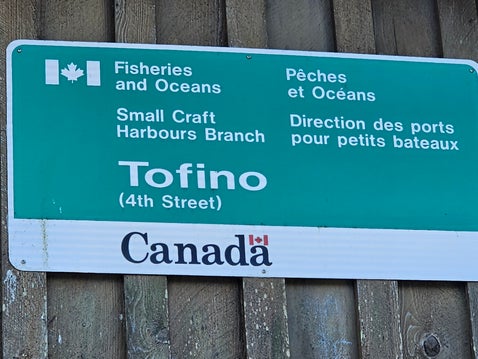 Fisheries
and Oceans
Pêches
et Océans
Small Craft
Harbours Branch
Direction des ports
pour petits bateaux
Tofino
(4th Street)
Canada